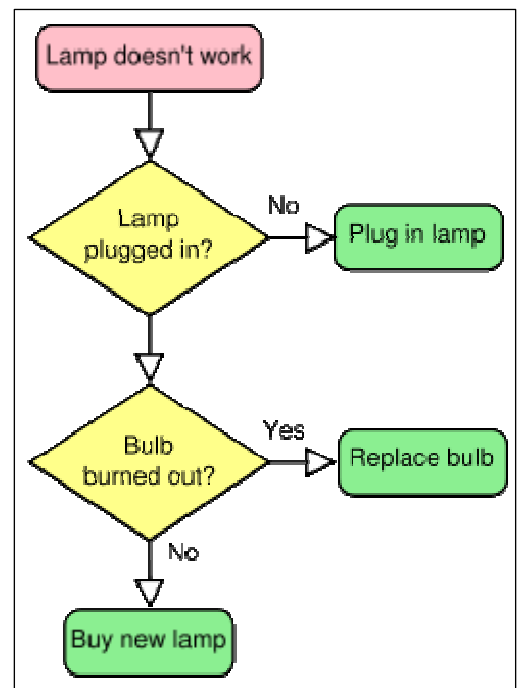 Lamp doesn't work
Lamp
plugged in?
No
Plug in lamp
Bulb
burned out?
Yes
Replace bulb
No
Buy new lamp